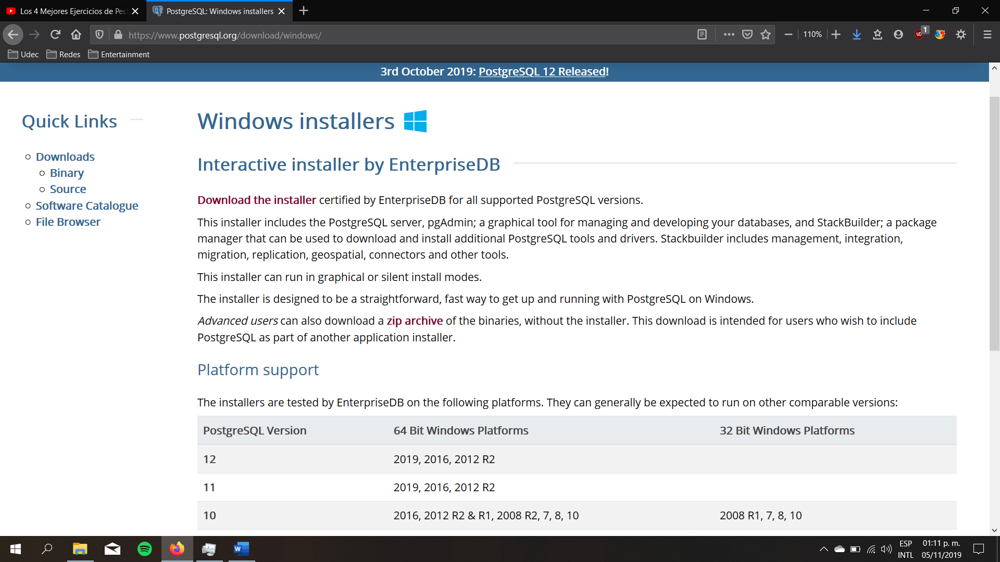 Los 4 Mejores Ejercicios de Pec
PostgreSQL: Windows installers
https://www.postgresql.org/download/windows/
110%
1
Udec
Redes
Entertainment
3rd October 2019: PostgreSQL 12 Released!
Quick Links
Downloads
Binary
Source
Software Catalogue
File Browser
Windows installers
Interactive installer by EnterpriseDB
Download the installer certified by EnterpriseDB for all supported PostgreSQL versions.
This installer includes the PostgreSQL server, pgAdmin; a graphical tool for managing and developing your databases, and StackBuilder; a package
manager that can be used to download and install additional PostgreSQL tools and drivers. Stackbuilder includes management, integration,
migration, replication, geospatial, connectors and other tools.
This installer can run in graphical or silent install modes.
The installer is designed to be a straightforward, fast way to get up and running with PostgreSQL on Windows.
Advanced users can also download a zip archive of the binaries, without the installer. This download is intended for users who wish to include
PostgreSQL as part of another application installer.
Platform support
The installers are tested by EnterpriseDB on the following platforms. They can generally be expected to run on other comparable versions:
PostgreSQL Version 64 Bit Windows Platforms 32 Bit Windows Platforms
12 2019, 2016, 2012 R2
11 2019, 2016, 2012 R2
10 2016, 2012 R2 & R1, 2008 R2, 7, 8, 10 2008 R1, 7, 8, 10
ESP
INTL
01:11 p. m.
05/11/2019